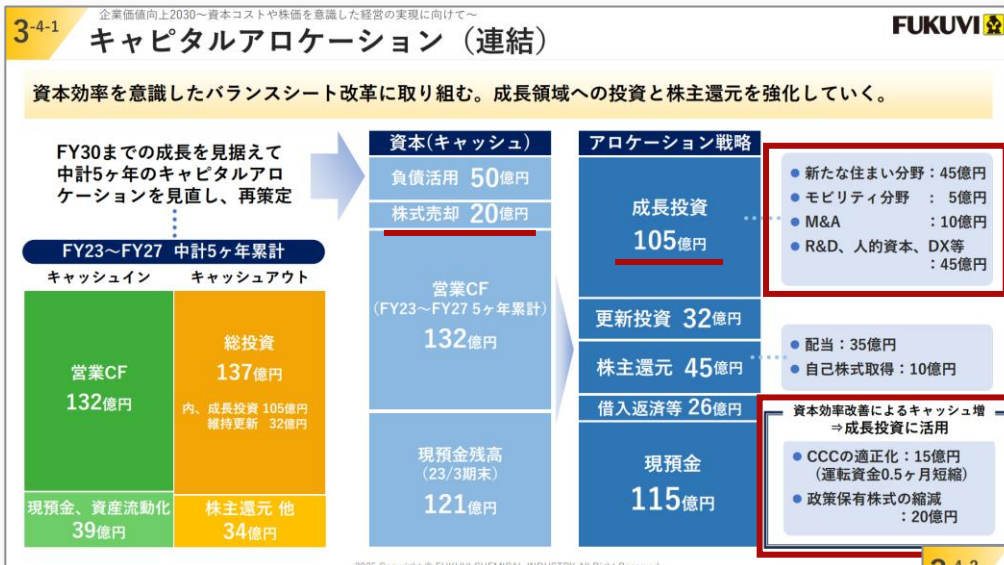 3-4-1
企業価値向上2030～資本コストや株価を意識した経営の実現に向けて～
キャピタルアロケーション（連結）
FUKUVI
資本効率を意識したバランスシート改革に取り組む。成長領域への投資と株主還元を強化していく。
FY30までの成長を見据えて
中計5ヶ年のキャピタルアロ
ケーションを見直し、再策定
FY23～FY27 中計5ヶ年累計
キャッシュイン
キャッシュアウト
営業CF
132億円
総投資
137億円
内、成長投資 105億円
維持更新 32億円
現預金、資産流動化
39億円
株主還元 他
34億円
資本(キャッシュ)
負債活用 50億円
株式売却 20億円
営業CF
(FY23～FY27 5ヶ年累計)
132億円
現預金残高
(23/3期末)
121億円
アロケーション戦略
成長投資
105億円
更新投資 32億円
株主還元 45億円
借入返済等 26億円
現預金
115億円
● 新たな住まい分野：45億円
● モビリティ分野 ： 5億円
● M&A ：10億円
● R&D、人的資本、DX等
：45億円
● 配当：35億円
● 自己株式取得：10億円
資本効率改善によるキャッシュ増
⇒成長投資に活用
● CCCの適正化：15億円
(運転資金0.5ヶ月短縮)
● 政策保有株式の縮減
：20億円